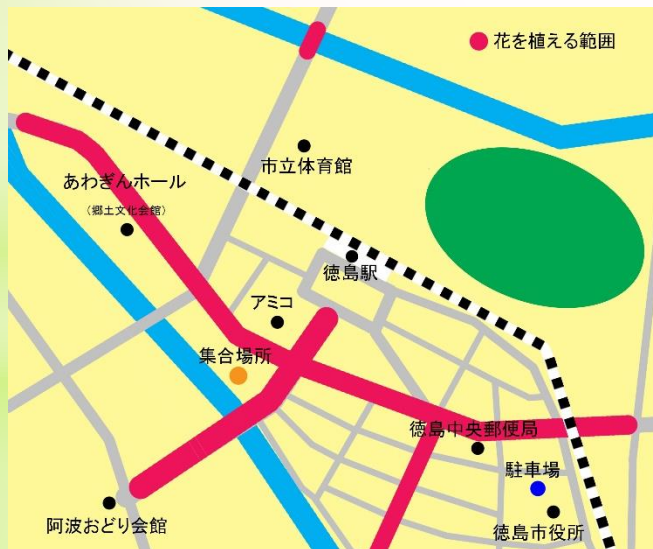 花を植える範囲
市立体育館
あわぎんホール
（郷土文化会館）
徳島駅
アミコ
集合場所
徳島中央郵便局
駐車場
阿波おどり会館
徳島市役所